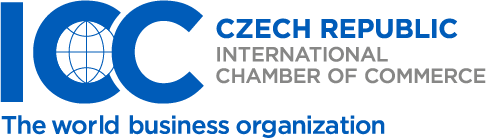 ICC
CZECH REPUBLIC
INTERNATIONAL
CHAMBER OF COMMERCE
The world business organization